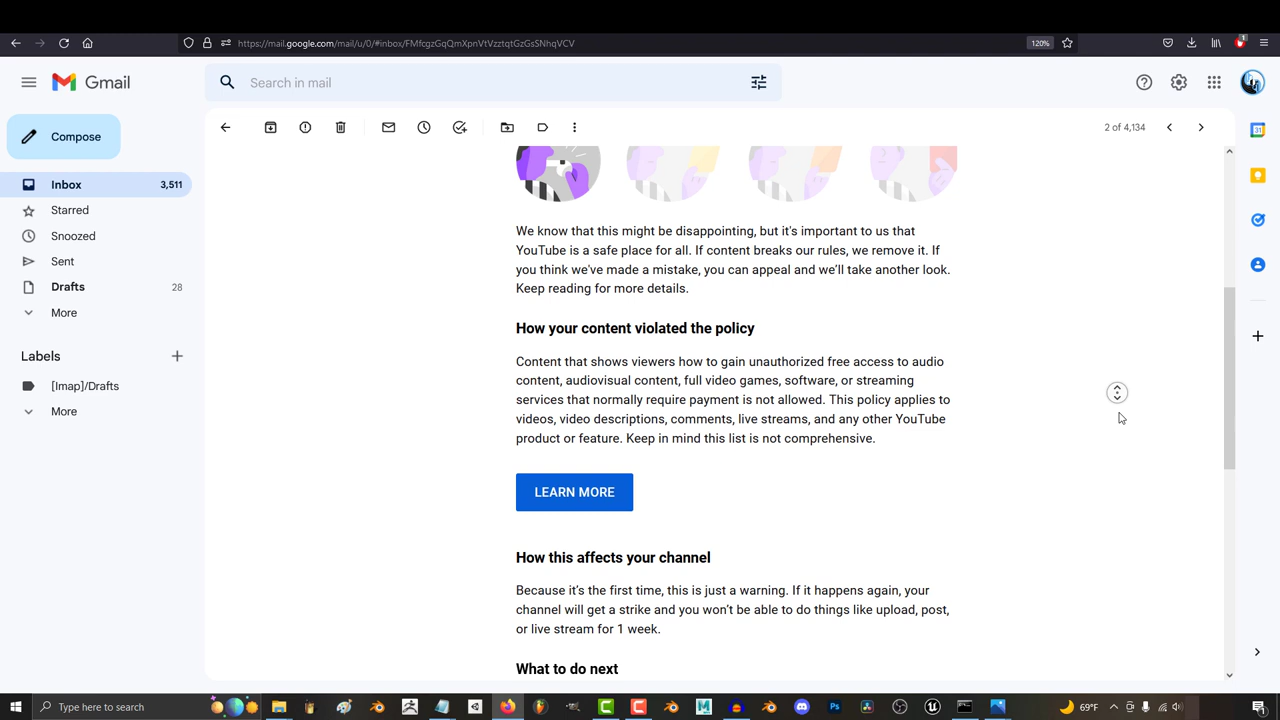 https://mail.google.com/mail/u/0/#inbox/FMfcgzGqQmXpnVtVzztqtGzGsSNhqVCV
120%
1
Gmail
Search in mail
Compose
2 of 4,134
31
Inbox 3,511
Starred
Snoozed
Sent
Drafts 28
More
Labels
[Imap]/Drafts
More
We know that this might be disappointing, but it's important to us that
YouTube is a safe place for all. If content breaks our rules, we remove it. If
you think we've made a mistake, you can appeal and we'll take another look.
Keep reading for more details.
How your content violated the policy
Content that shows viewers how to gain unauthorized free access to audio
content, audiovisual content, full video games, software, or streaming
services that normally require payment is not allowed. This policy applies to
videos, video descriptions, comments, live streams, and any other YouTube
product or feature. Keep in mind this list is not comprehensive.
LEARN MORE
How this affects your channel
Because it's the first time, this is just a warning. If it happens again, your
channel will get a strike and you won't be able to do things like upload, post,
or live stream for 1 week.
What to do next
Type here to search
Ps
69°F